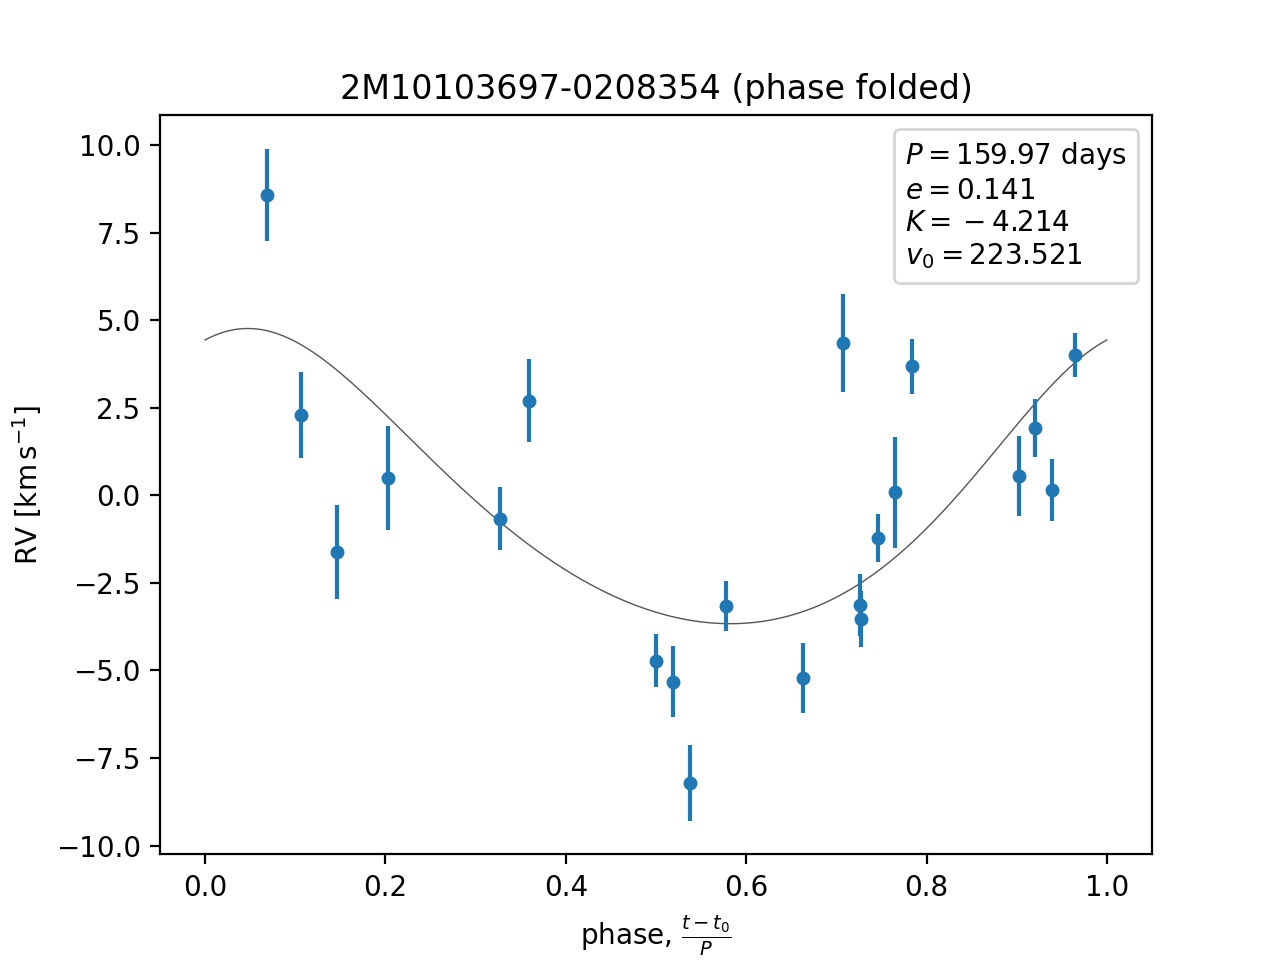 2M10103697-0208354 (phase folded)
P = 159.97 days
e = 0.141
K = −4.214
v₀ = 223.521
10.0
7.5
5.0
2.5
0.0
−2.5
−5.0
−7.5
−10.0
RV [km s⁻¹]
0.0 0.2 0.4 0.6 0.8 1.0
phase, (t − t₀)/P